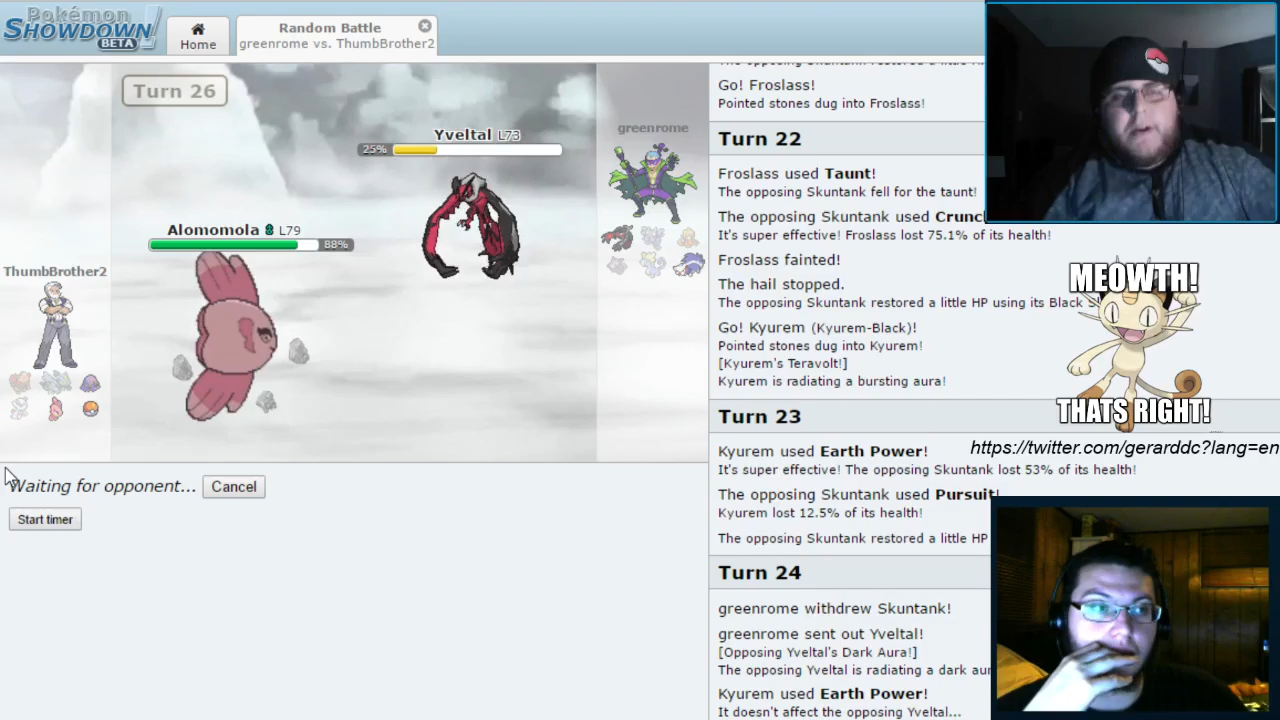 Pokémon
SHOWDOWN!
BETA
Home
Random Battle
greenrome vs. ThumbBrother2
Turn 26
Yveltal L73
25%
Alomomola L79
88%
ThumbBrother2
greenrome
Waiting for opponent... Cancel
Start timer
Go! Froslass!
Pointed stones dug into Froslass!
Turn 22
Froslass used Taunt!
The opposing Skuntank fell for the taunt!
The opposing Skuntank used Crunc
It's super effective! Froslass lost 75.1% of its health!
Froslass fainted!
The hail stopped.
The opposing Skuntank restored a little HP using its Black S
Go! Kyurem (Kyurem-Black)!
Pointed stones dug into Kyurem!
[Kyurem's Teravolt!]
Kyurem is radiating a bursting aura!
Turn 23
Kyurem used Earth Power!
It's super effective! The opposing Skuntank lost 53% of its health!
The opposing Skuntank used Pursuit!
Kyurem lost 12.5% of its health!
The opposing Skuntank restored a little HP
Turn 24
greenrome withdrew Skuntank!
greenrome sent out Yveltal!
[Opposing Yveltal's Dark Aura!]
The opposing Yveltal is radiating a dark aur
Kyurem used Earth Power!
It doesn't affect the opposing Yveltal...
MEOWTH!
THATS RIGHT!
https://twitter.com/gerarddc?lang=en